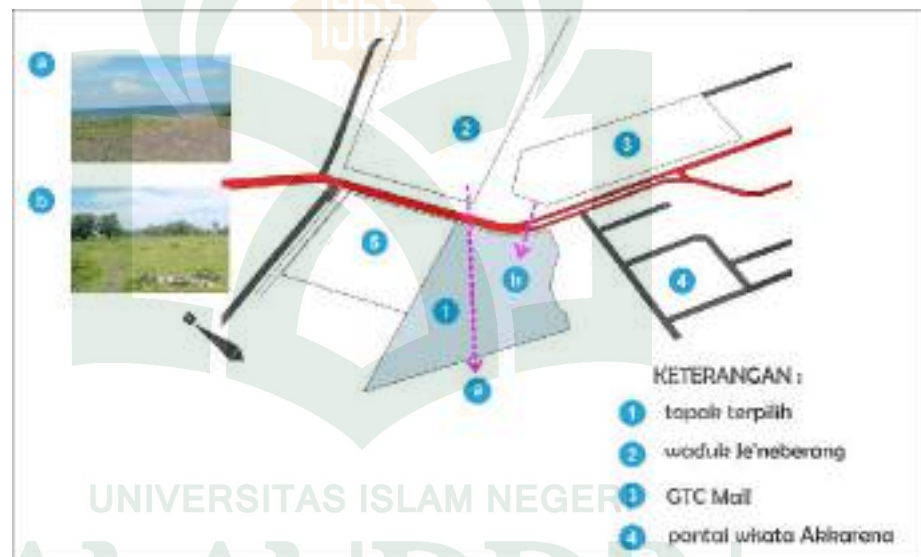 1965
a
2
3
b
5
1
b
4
a
KETERANGAN :
1 tapak terpilih
2 waduk Je'neberang
UNIVERSITAS ISLAM NEGERI
3 GTC Mall
4 pantai wisata Akkarena